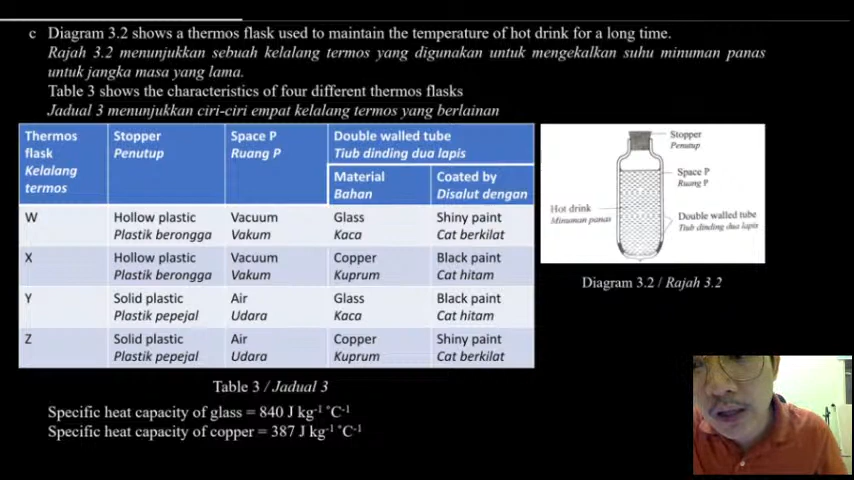 c Diagram 3.2 shows a thermos flask used to maintain the temperature of hot drink for a long time.
Rajah 3.2 menunjukkan sebuah kelalang termos yang digunakan untuk mengekalkan suhu minuman panas
untuk jangka masa yang lama.
Table 3 shows the characteristics of four different thermos flasks
Jadual 3 menunjukkan ciri-ciri empat kelalang termos yang berlainan
Thermos flask Kelalang termos
Stopper Penutup
Space P Ruang P
Double walled tube
Tiub dinding dua lapis
Material Bahan
Coated by Disalut dengan
W Hollow plastic Vacuum Glass Shiny paint
Plastik berongga Vakum Kaca Cat berkilat
X Hollow plastic Vacuum Copper Black paint
Plastik berongga Vakum Kuprum Cat hitam
Y Solid plastic Air Glass Black paint
Plastik pepejal Udara Kaca Cat hitam
Z Solid plastic Air Copper Shiny paint
Plastik pepejal Udara Kuprum Cat berkilat
Table 3 / Jadual 3
Stopper
Penutup
Space P
Ruang P
Hot drink
Minuman panas
Double walled tube
Tiub dinding dua lapis
Diagram 3.2 / Rajah 3.2
Specific heat capacity of glass = 840 J kg⁻¹ °C⁻¹
Specific heat capacity of copper = 387 J kg⁻¹ °C⁻¹